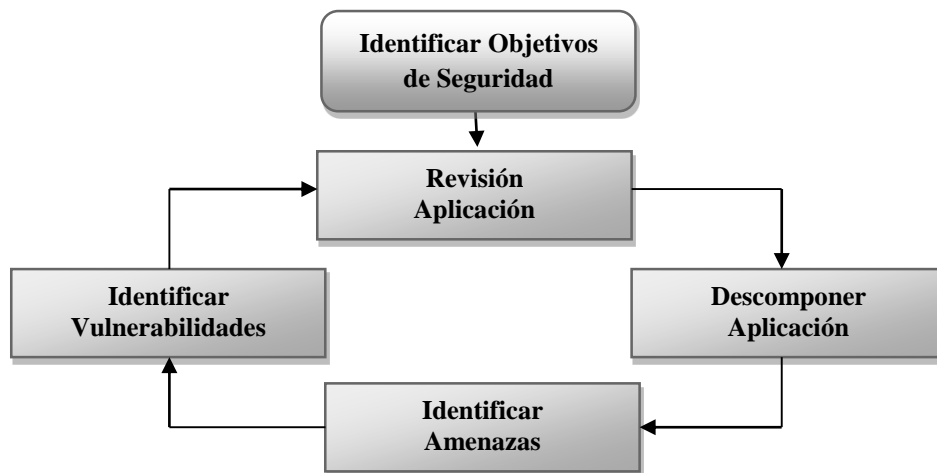 Identificar Objetivos
de Seguridad
Revisión
Aplicación
Identificar
Vulnerabilidades
Descomponer
Aplicación
Identificar
Amenazas